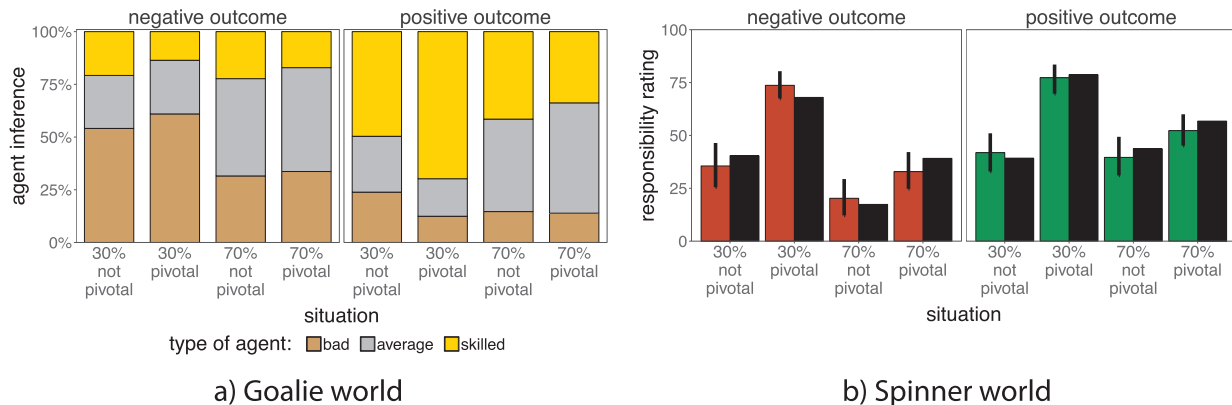 negative outcome
positive outcome
100%
75%
50%
25%
0%
agent inference
30%
not
pivotal
30%
pivotal
70%
not
pivotal
70%
pivotal
30%
not
pivotal
30%
pivotal
70%
not
pivotal
70%
pivotal
situation
type of agent: bad average skilled
a) Goalie world
negative outcome
positive outcome
100
75
50
25
0
responsibility rating
30%
not
pivotal
30%
pivotal
70%
not
pivotal
70%
pivotal
30%
not
pivotal
30%
pivotal
70%
not
pivotal
70%
pivotal
situation
b) Spinner world